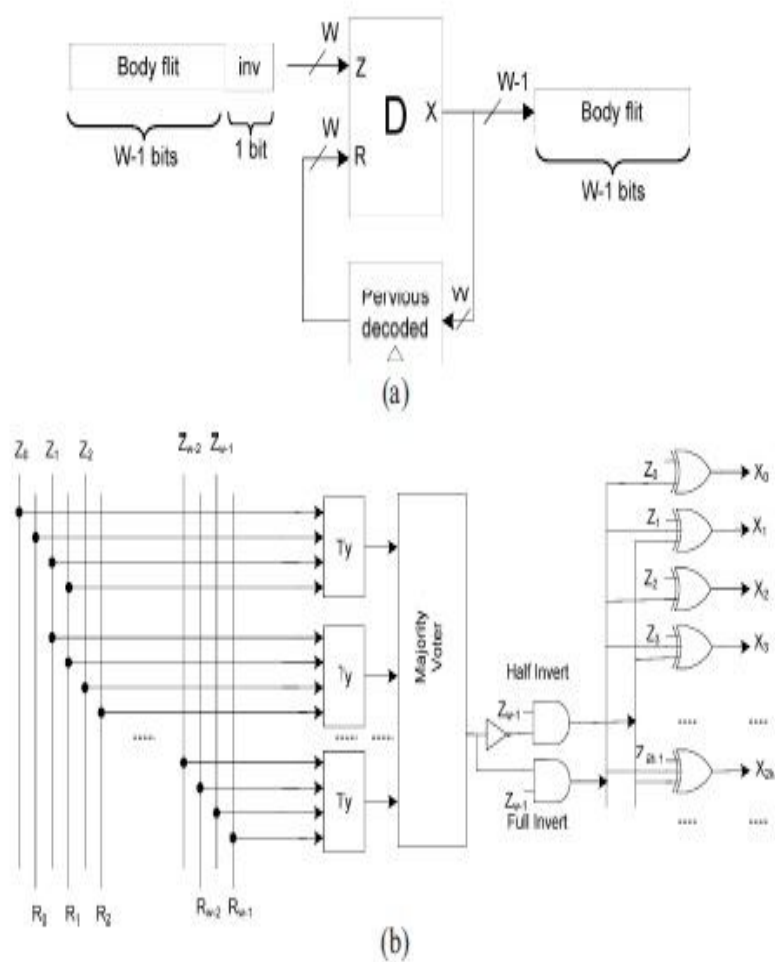 Body flit inv
W-1 bits
1 bit
W
Z
W
R
D
X
W-1
Body flit
W-1 bits
W
Pervious
decoded
(a)
Z0 Z1 Z2 Zw-2 Zw-1
Ty
Ty
..... ..... .....
Ty
Majority
Voter
Half Invert
Zw-1
Zw-1
Full Invert
Z0 X0
Z1 X1
Z2 X2
Z3 X3
.... ....
.... ....
R0 R1 R2 Rw-2 Rw-1
(b)